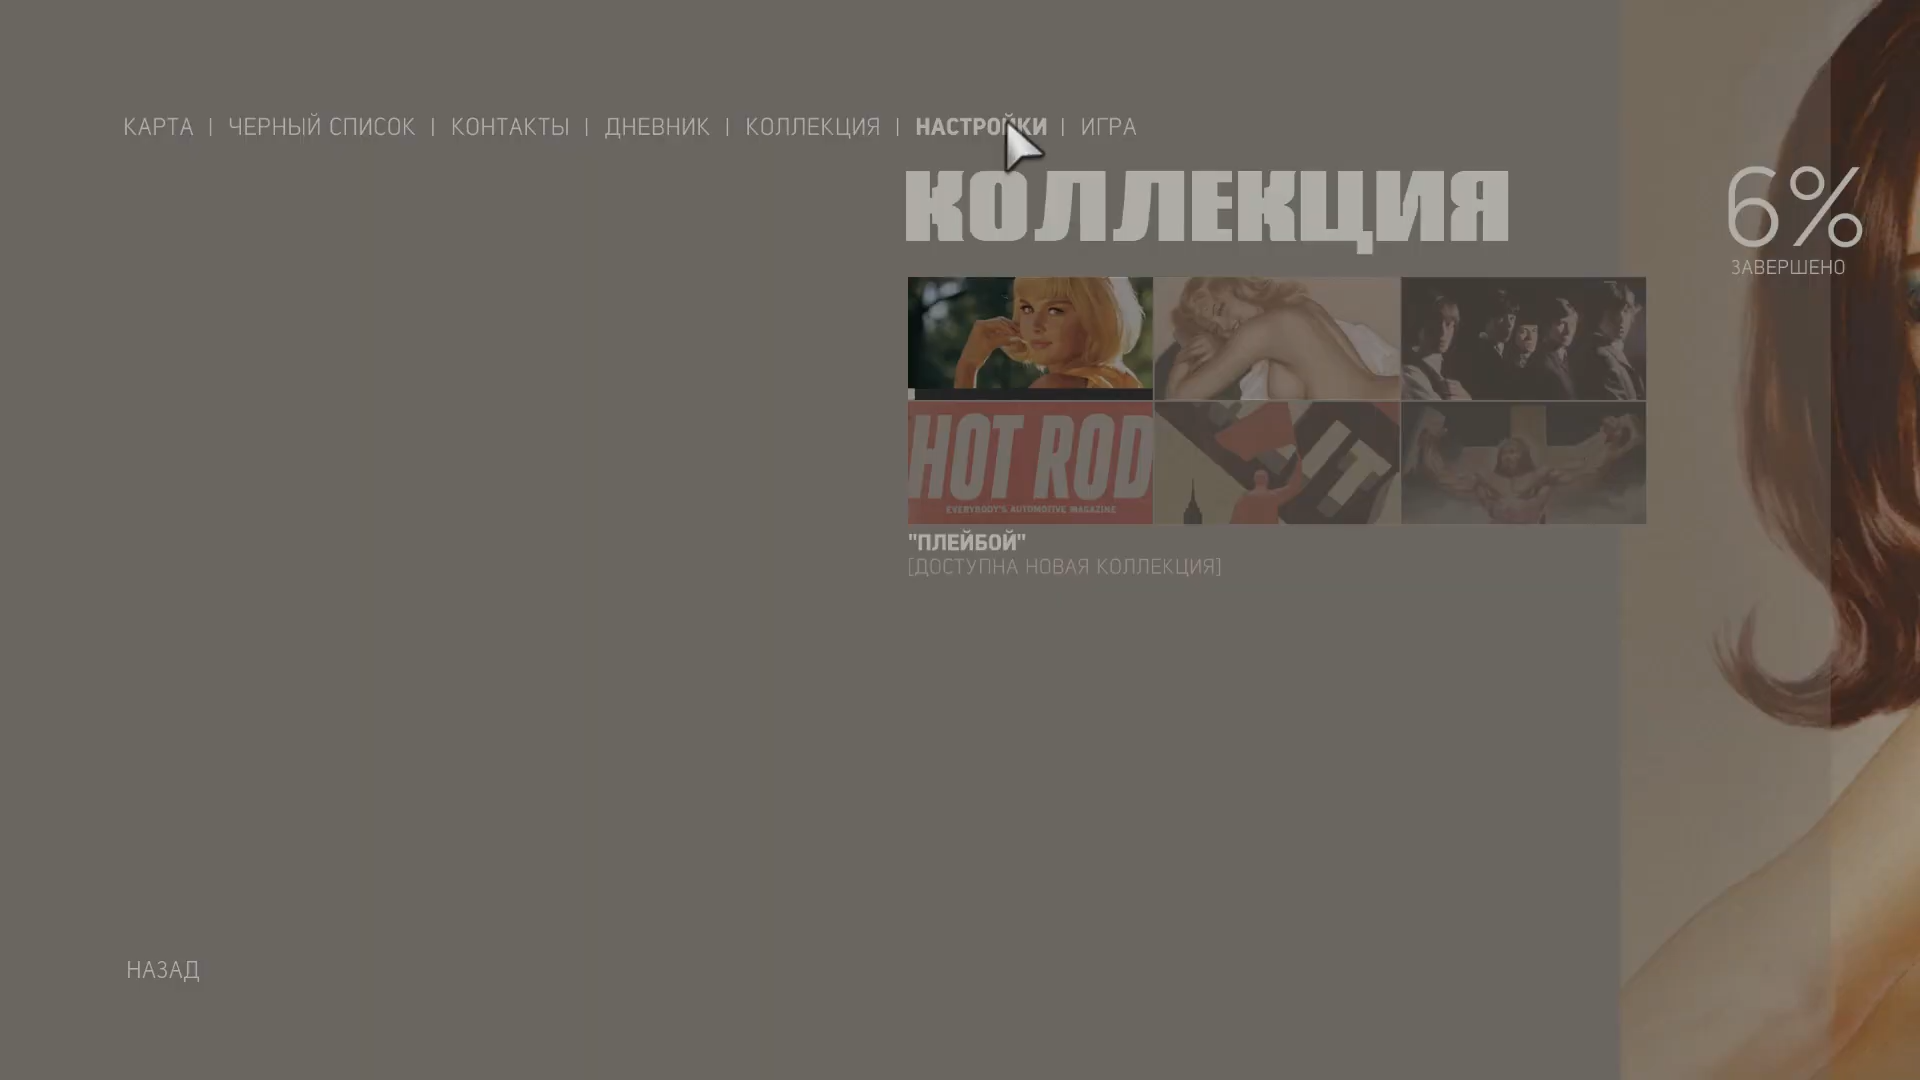 КАРТА | ЧЕРНЫЙ СПИСОК | КОНТАКТЫ | ДНЕВНИК | КОЛЛЕКЦИЯ | НАСТРОЙКИ | ИГРА
КОЛЛЕКЦИЯ
6%
ЗАВЕРШЕНО
HOT ROD
EVERYBODY'S AUTOMOTIVE MAGAZINE
IT
"ПЛЕЙБОЙ"
[ДОСТУПНА НОВАЯ КОЛЛЕКЦИЯ]
НАЗАД